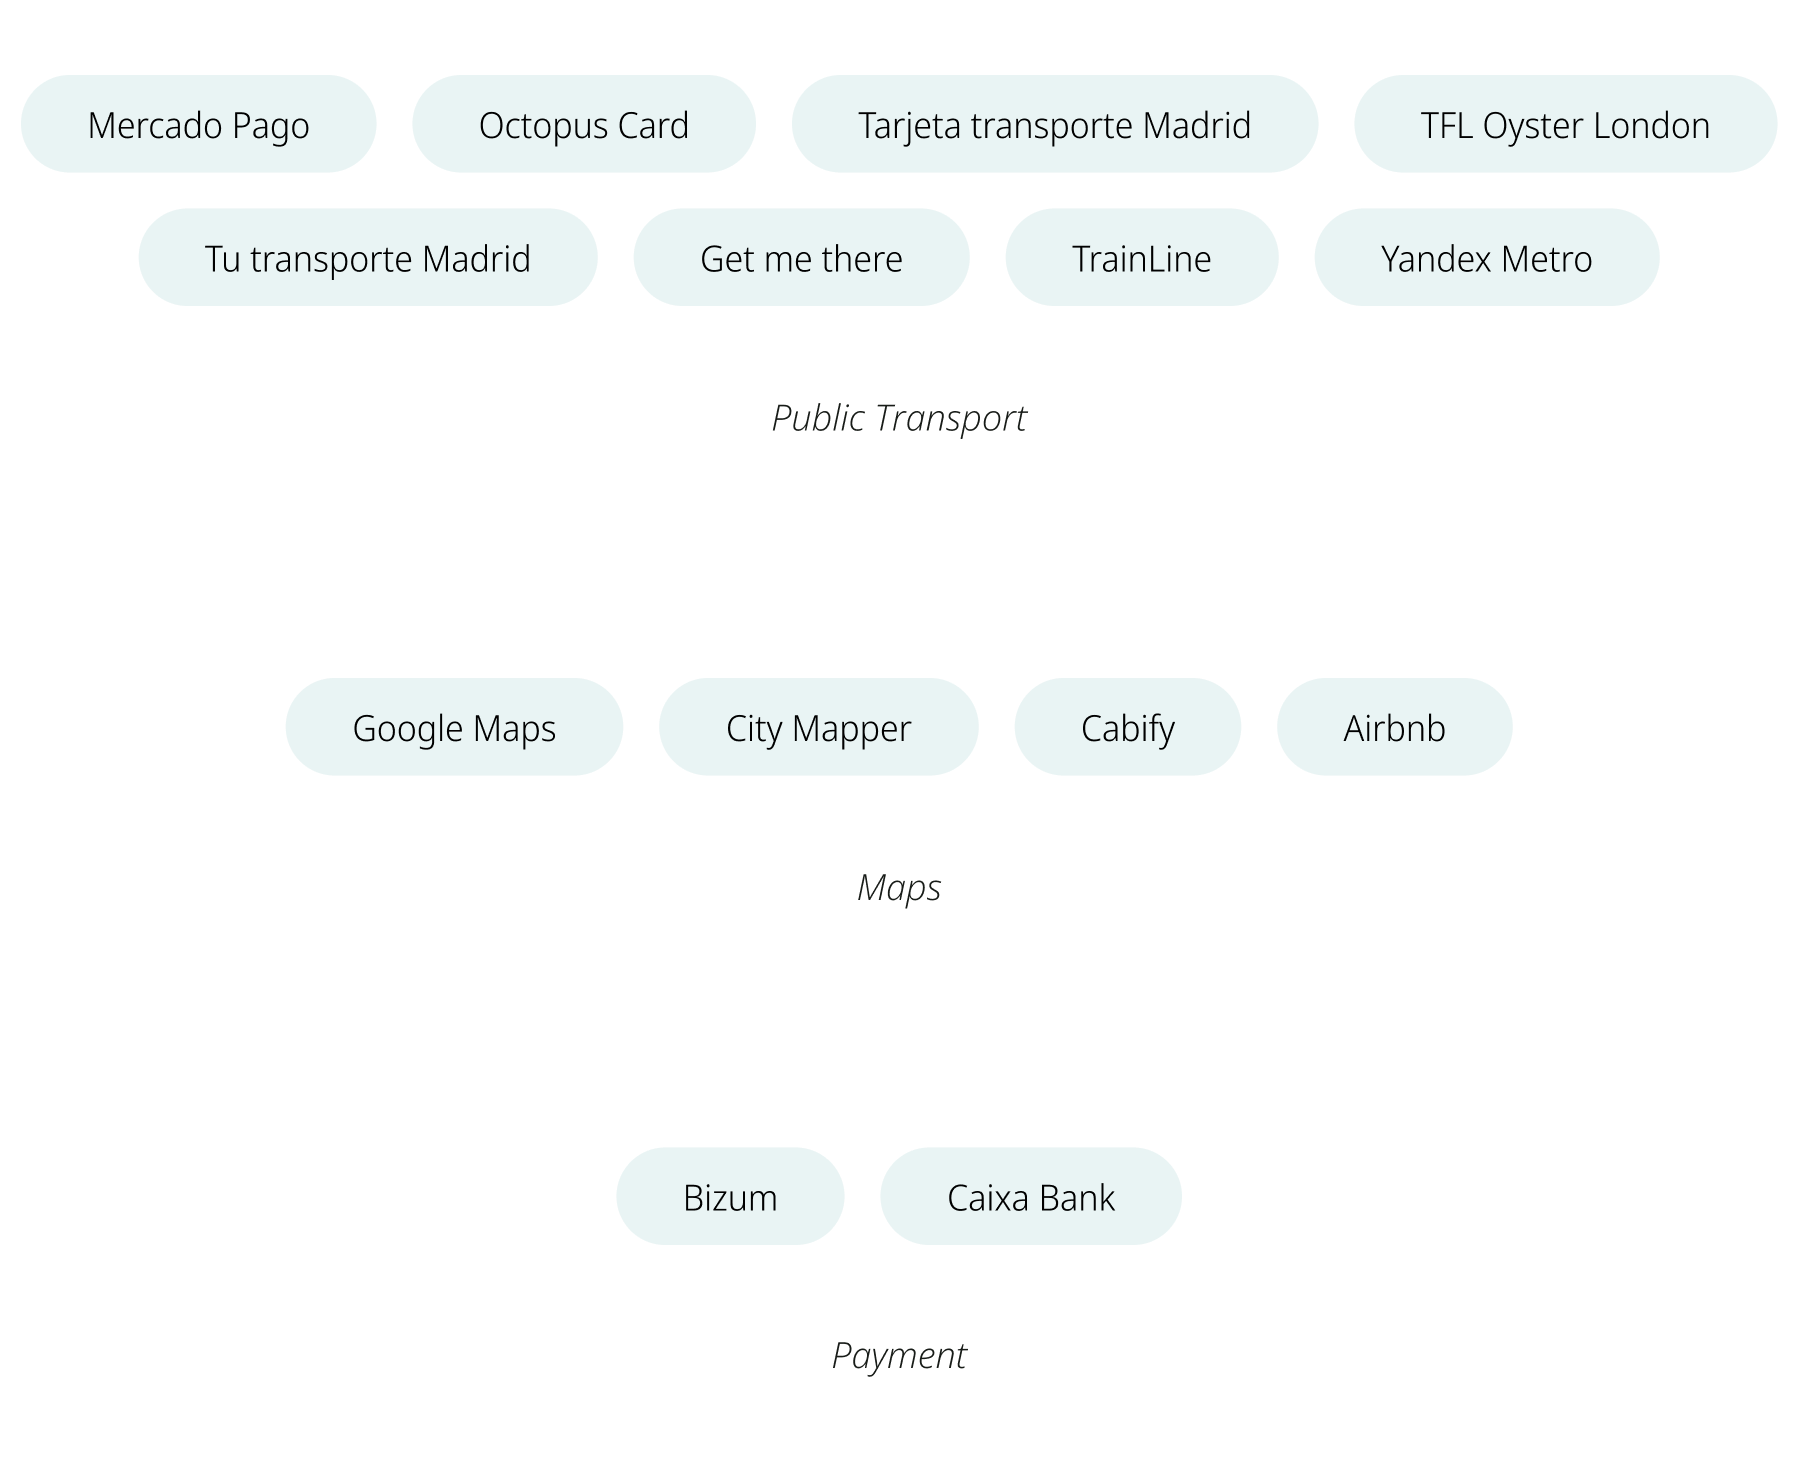 Mercado Pago Octopus Card Tarjeta transporte Madrid TFL Oyster London
Tu transporte Madrid Get me there TrainLine Yandex Metro
Public Transport
Google Maps City Mapper Cabify Airbnb
Maps
Bizum Caixa Bank
Payment